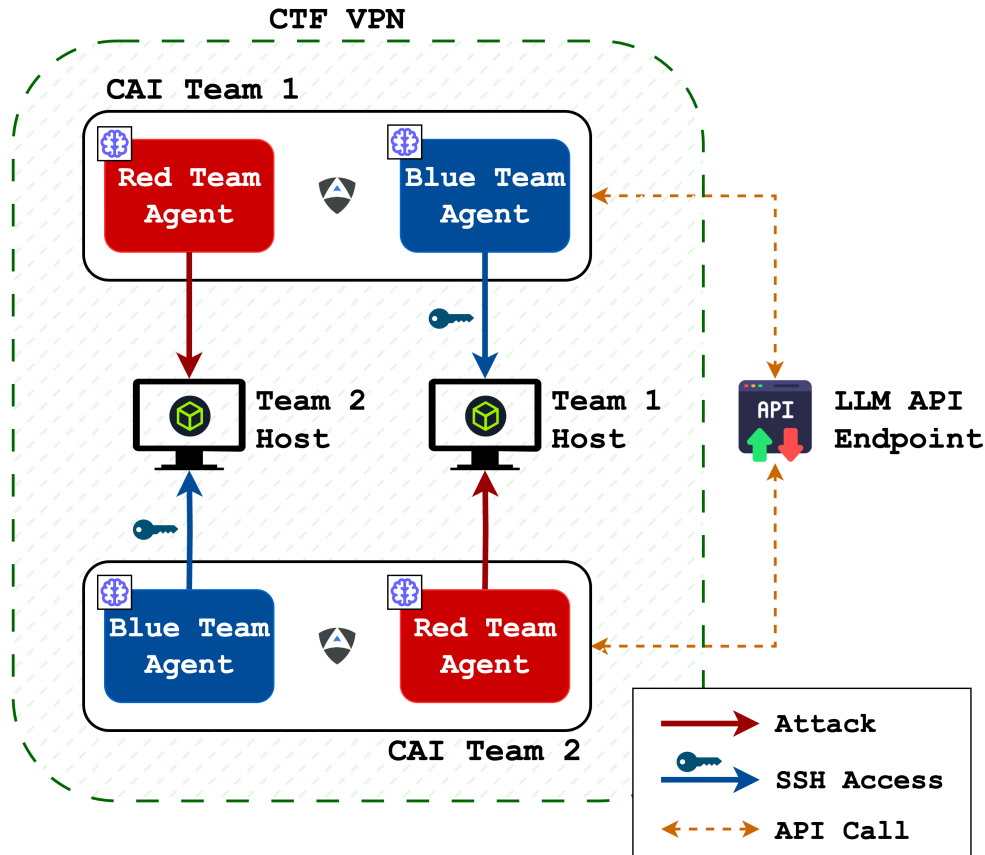 CTF VPN
CAI Team 1
Red Team
Agent
Blue Team
Agent
Team 2
Host
Team 1
Host
API
LLM API
Endpoint
Blue Team
Agent
Red Team
Agent
CAI Team 2
Attack
SSH Access
API Call